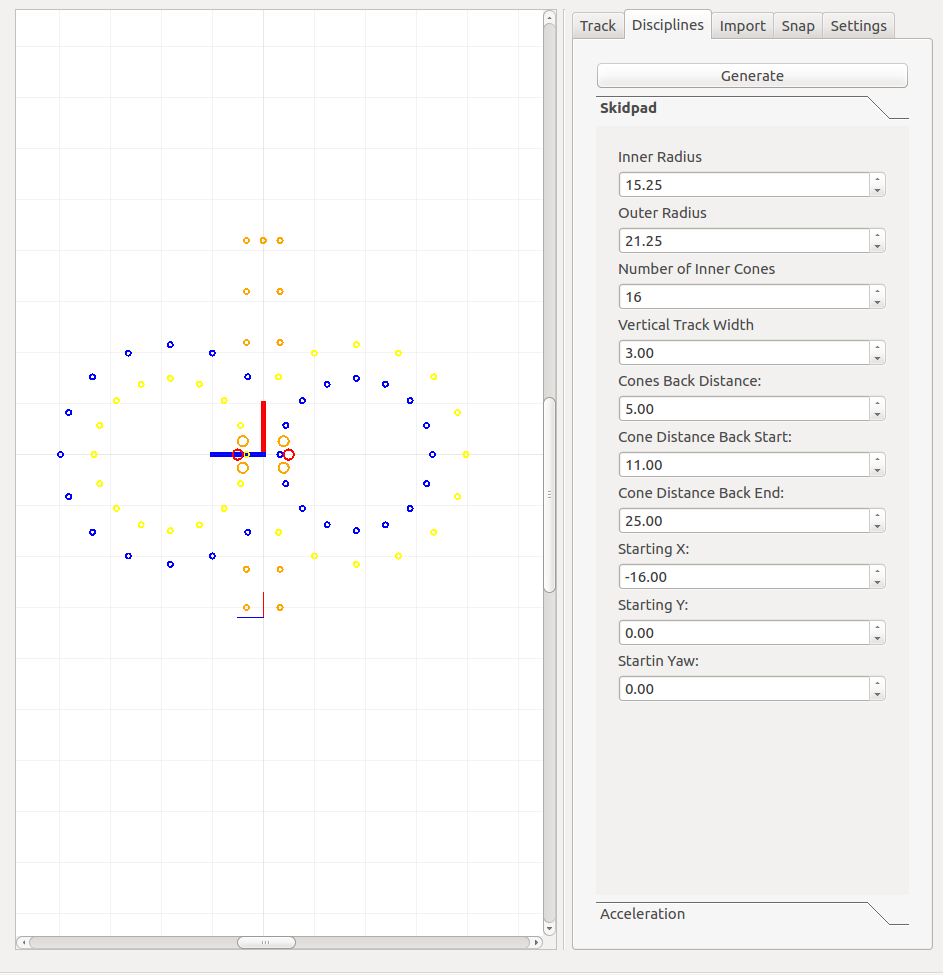 Track Disciplines Import Snap Settings
Generate
Skidpad
Inner Radius
15.25
Outer Radius
21.25
Number of Inner Cones
16
Vertical Track Width
3.00
Cones Back Distance:
5.00
Cone Distance Back Start:
11.00
Cone Distance Back End:
25.00
Starting X:
-16.00
Starting Y:
0.00
Startin Yaw:
0.00
Acceleration